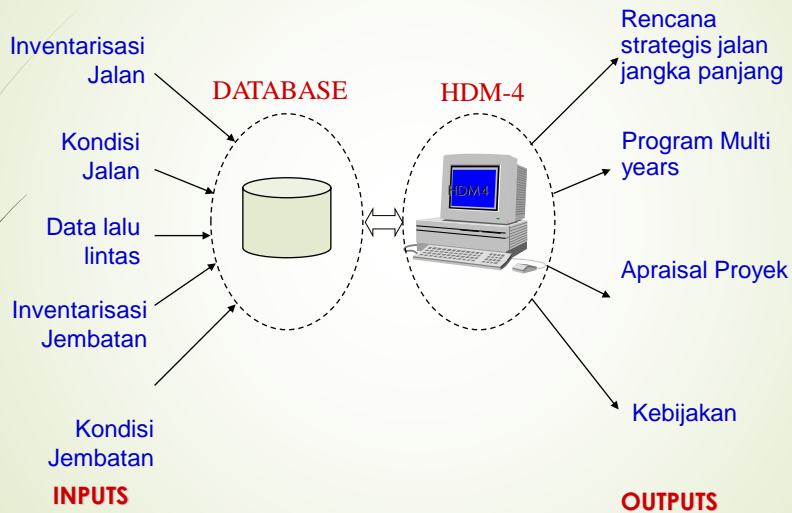 Inventarisasi
Jalan
Kondisi
Jalan
Data lalu
lintas
Inventarisasi
Jembatan
Kondisi
Jembatan
INPUTS
DATABASE
HDM-4
HDM4
Rencana
strategis jalan
jangka panjang
Program Multi
years
Apraisal Proyek
Kebijakan
OUTPUTS